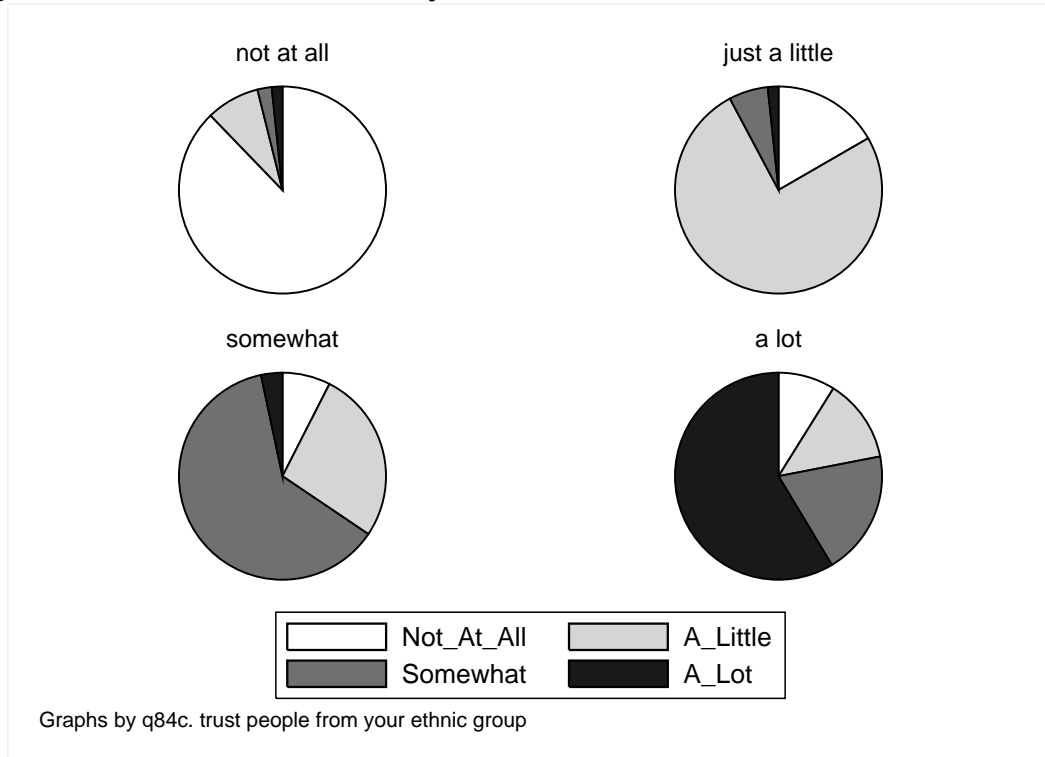 not at all
just a little
somewhat
a lot
Not_At_All
A_Little
Somewhat
A_Lot
Graphs by q84c. trust people from your ethnic group